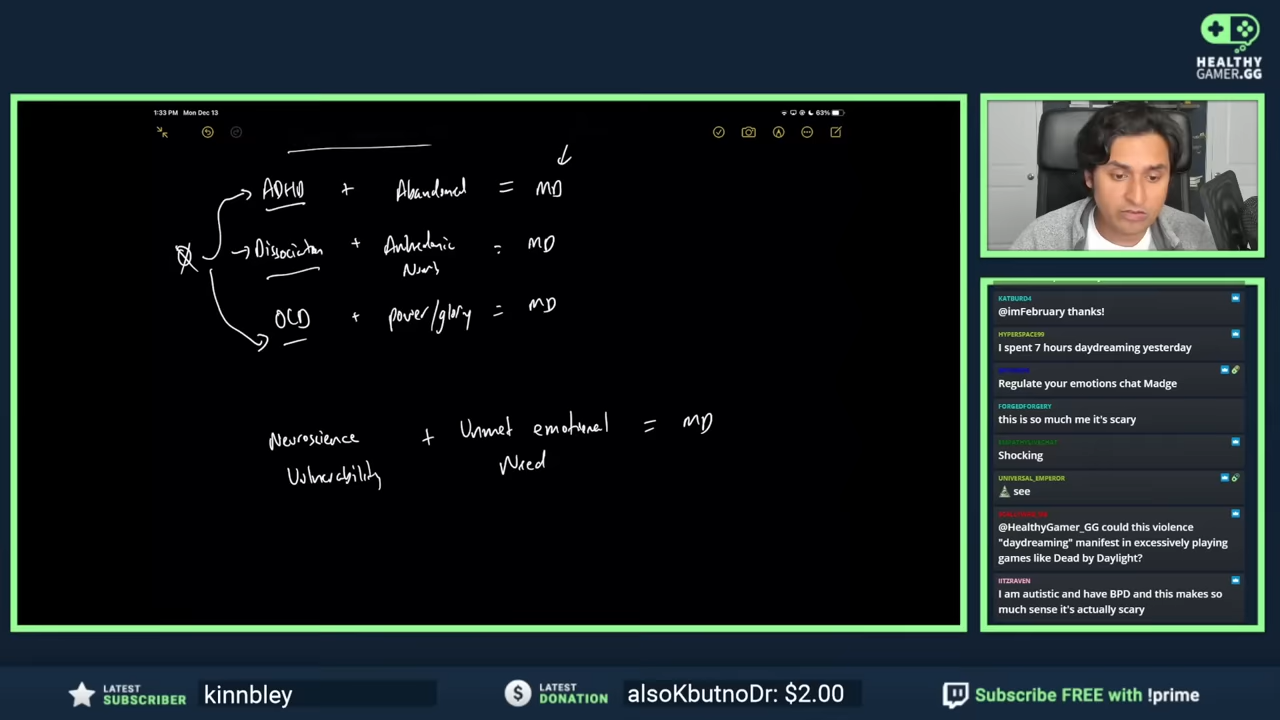 HEALTHY
GAMER.GG
1:33 PM Mon Dec 13
63%
ADHD + Abandoned = MD
Dissociation + Anhedonic = MD
OCD + power/glory = MD
Neuroscience + Unmet emotional = MD
Vulnerability Need
KATBURD4
@imFebruary thanks!
HYPERSPACE99
I spent 7 hours daydreaming yesterday
Regulate your emotions chat Madge
FORGEDFORGERY
this is so much me it's scary
Shocking
UNIVERSAL_EMPEROR
see
@HealthyGamer_GG could this violence
"daydreaming" manifest in excessively playing
games like Dead by Daylight?
IITZRAVEN
I am autistic and have BPD and this makes so
much sense it's actually scary
LATEST
SUBSCRIBER
kinnbley
LATEST
DONATION
alsoKbutnoDr: $2.00
Subscribe FREE with !prime